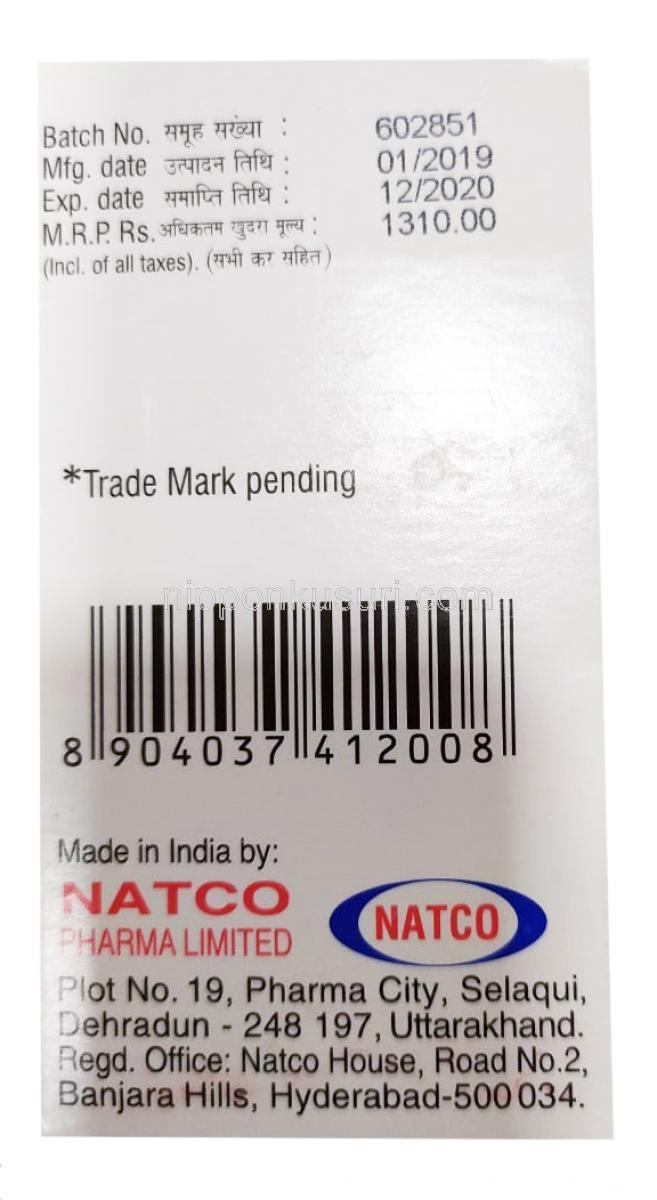 Batch No. समूह सख्या : 602851
Mfg. date उत्पादन तिथि : 01/2019
Exp. date समाप्ति तिथि : 12/2020
M.R.P. Rs. अधिकतम खुदरा मूल्य : 1310.00
(Incl. of all taxes). (सभी कर सहित)
*Trade Mark pending
nipponkusuri.com
8 904037 412008
Made in India by:
NATCO
PHARMA LIMITED
NATCO
Plot No. 19, Pharma City, Selaqui,
Dehradun - 248 197, Uttarakhand.
Regd. Office: Natco House, Road No.2,
Banjara Hills, Hyderabad-500 034.